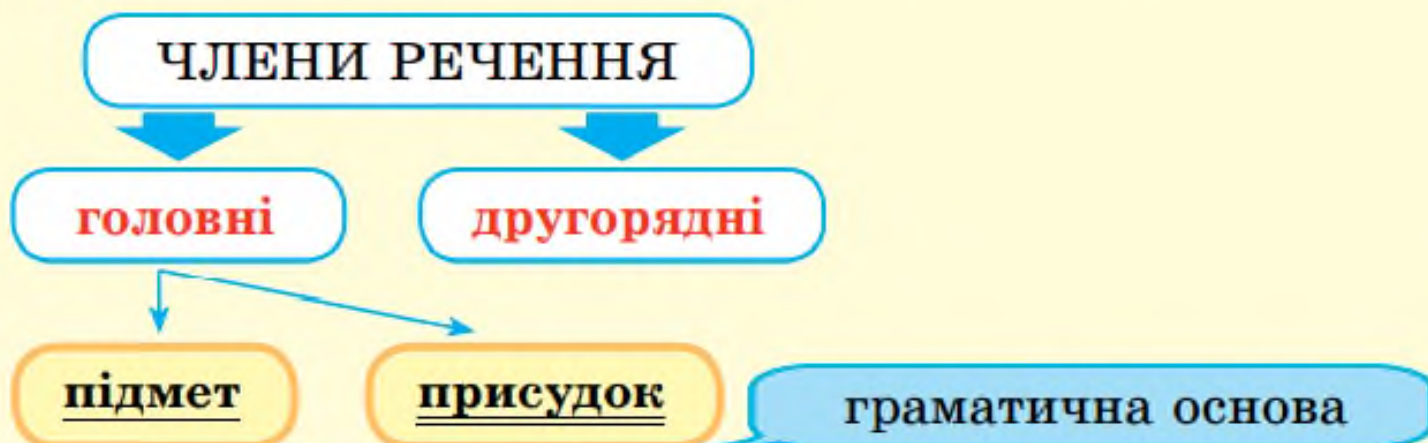 ЧЛЕНИ РЕЧЕННЯ
головні другорядні
підмет присудок граматична основа